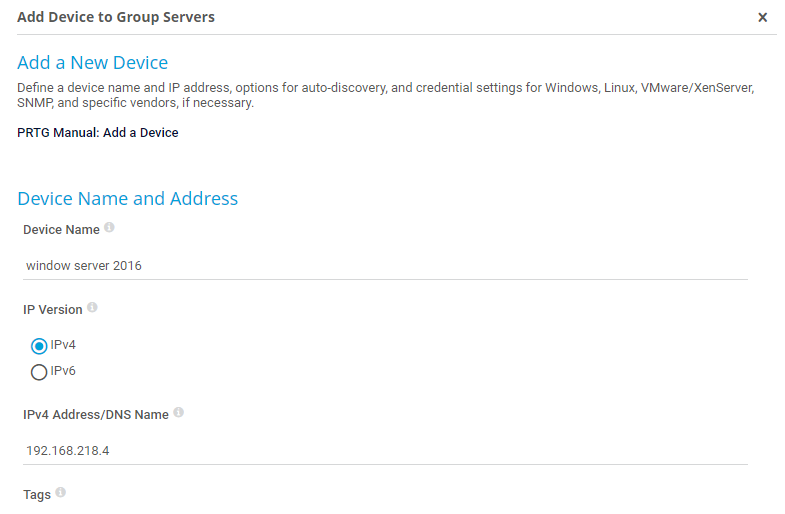 Add Device to Group Servers
Add a New Device
Define a device name and IP address, options for auto-discovery, and credential settings for Windows, Linux, VMware/XenServer,
SNMP, and specific vendors, if necessary.
PRTG Manual: Add a Device
Device Name and Address
Device Name
window server 2016
IP Version
IPv4
IPv6
IPv4 Address/DNS Name
192.168.218.4
Tags